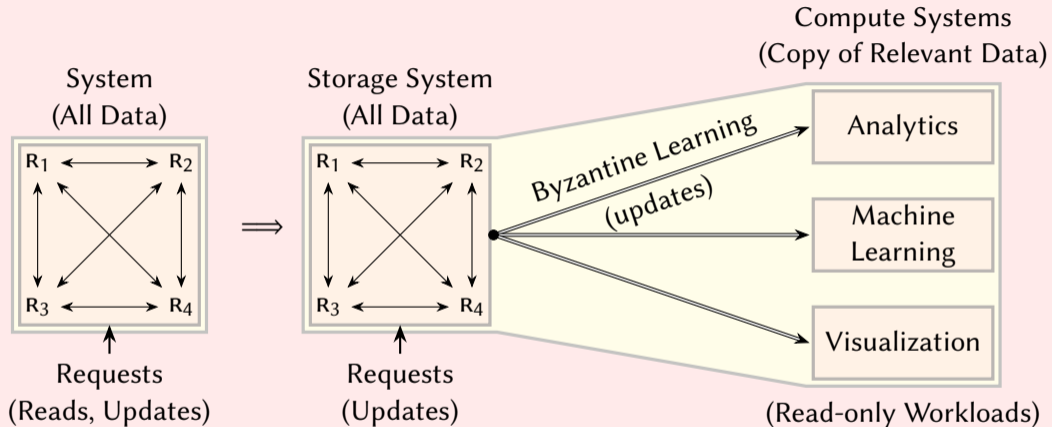 System
(All Data)
R1
R2
R3
R4
Requests
(Reads, Updates)
⟹
Storage System
(All Data)
R1
R2
R3
R4
Requests
(Updates)
Byzantine Learning
(updates)
Compute Systems
(Copy of Relevant Data)
Analytics
Machine
Learning
Visualization
(Read-only Workloads)